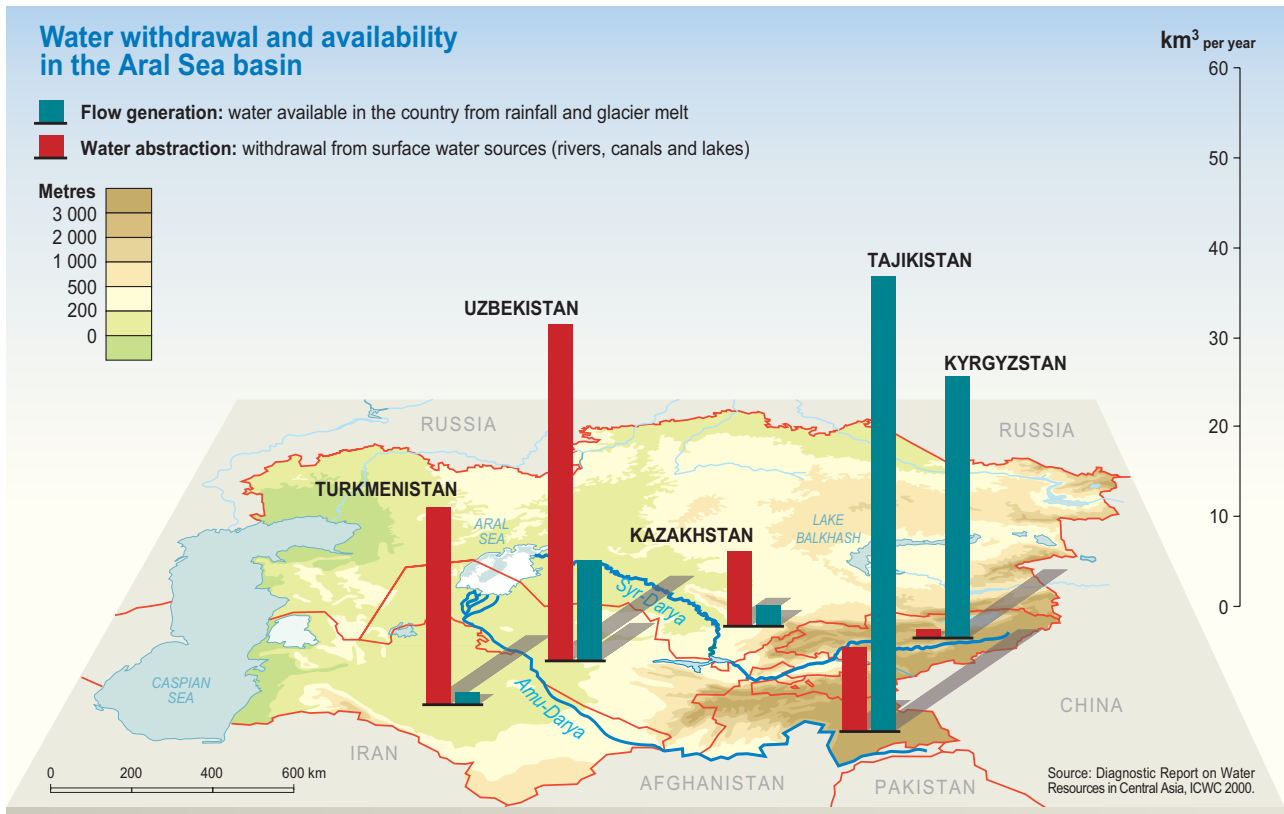 Water withdrawal and availability
in the Aral Sea basin
km³ per year
Flow generation: water available in the country from rainfall and glacier melt
Water abstraction: withdrawal from surface water sources (rivers, canals and lakes)
Metres
3 000
2 000
1 000
500
200
0
60
50
40
30
20
10
0
TAJIKISTAN
UZBEKISTAN
KYRGYZSTAN
RUSSIA
RUSSIA
TURKMENISTAN
ARAL
SEA
KAZAKHSTAN
LAKE
BALKHASH
Syr-Darya
CASPIAN
SEA
Amu-Darya
CHINA
IRAN
AFGHANISTAN
PAKISTAN
0 200 400 600 km
Source: Diagnostic Report on Water
Resources in Central Asia, ICWC 2000.